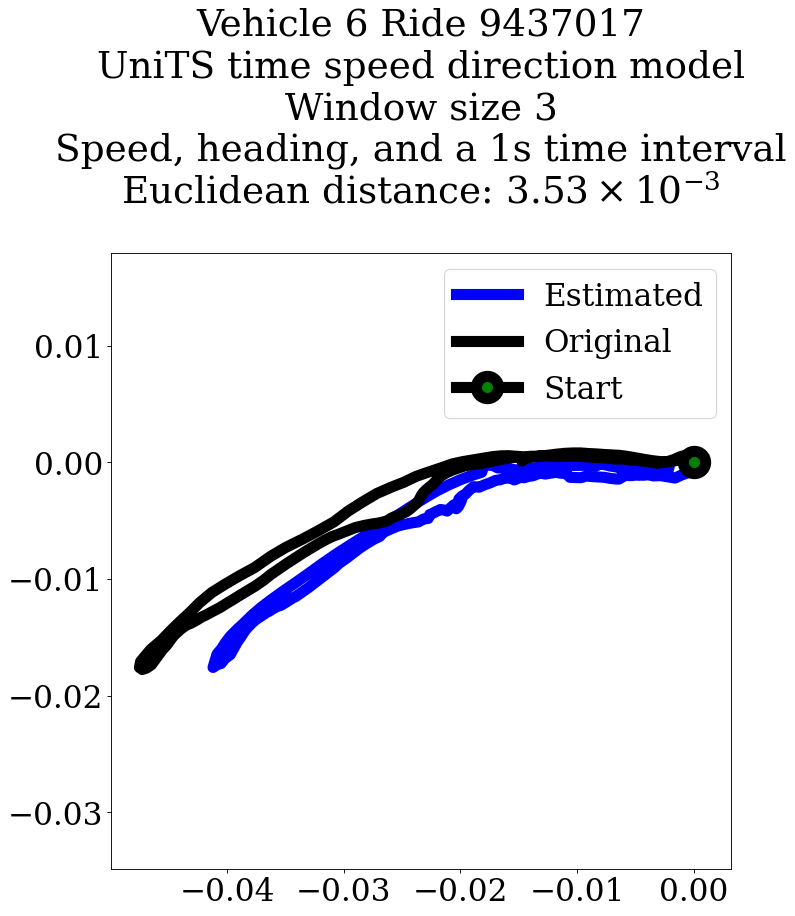 Vehicle 6 Ride 9437017
UniTS time speed direction model
Window size 3
Speed, heading, and a 1s time interval
Euclidean distance: 3.53 × 10⁻³
Estimated
Original
Start
0.01
0.00
−0.01
−0.02
−0.03
−0.04 −0.03 −0.02 −0.01 0.00